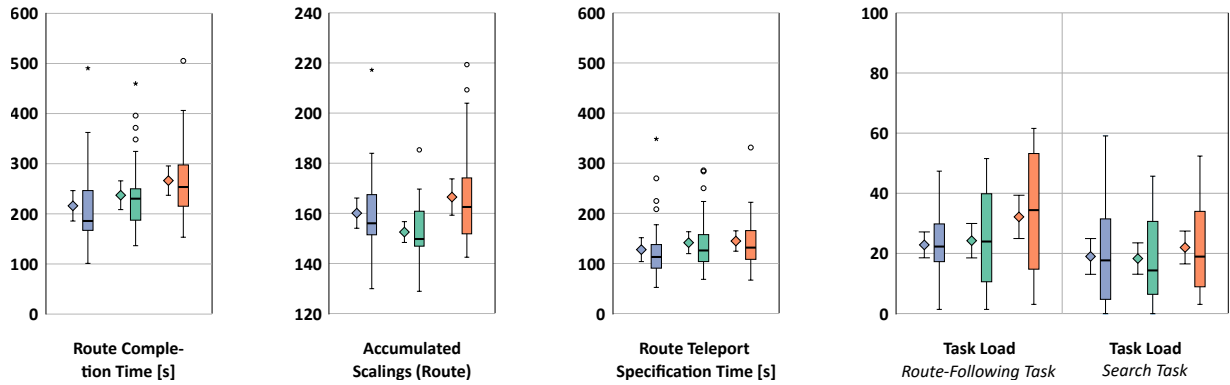 600
500
400
300
200
100
0
Route Comple-
tion Time [s]
240
220
200
180
160
140
120
Accumulated
Scalings (Route)
600
500
400
300
200
100
0
Route Teleport
Specification Time [s]
100
80
60
40
20
0
Task Load
Route-Following Task
Task Load
Search Task